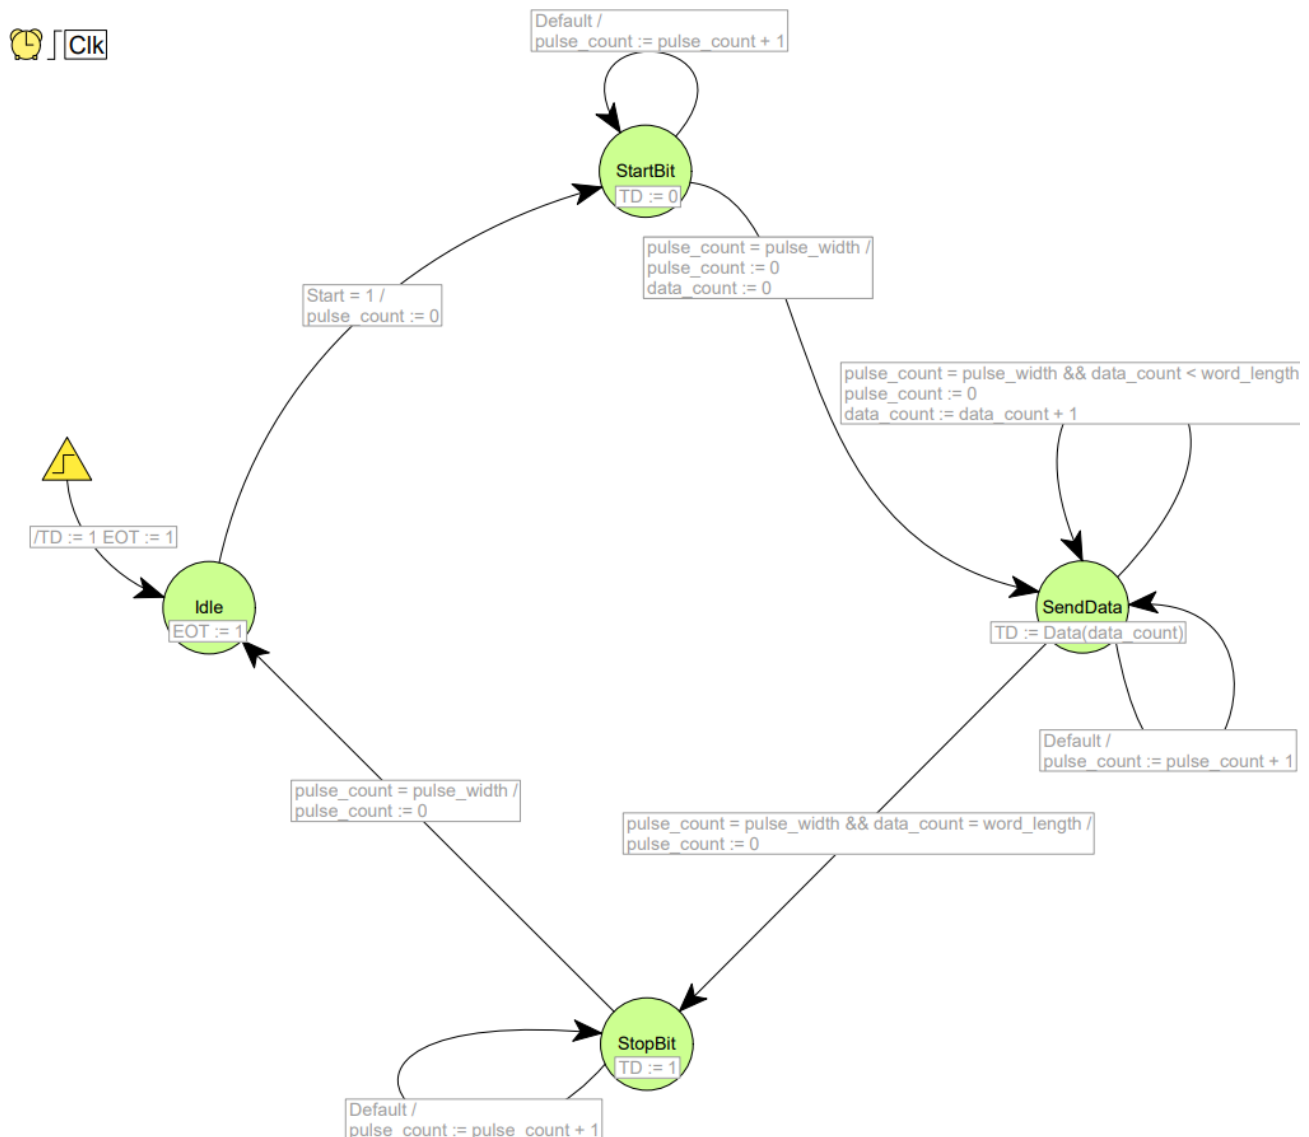 Clk
Default /
pulse_count := pulse_count + 1
StartBit
TD := 0
pulse_count = pulse_width /
pulse_count := 0
data_count := 0
Start = 1 /
pulse_count := 0
pulse_count = pulse_width && data_count < word_length
pulse_count := 0
data_count := data_count + 1
/TD := 1 EOT := 1
Idle
EOT := 1
SendData
TD := Data(data_count)
Default /
pulse_count := pulse_count + 1
pulse_count = pulse_width /
pulse_count := 0
pulse_count = pulse_width && data_count = word_length /
pulse_count := 0
StopBit
TD := 1
Default /
pulse_count := pulse_count + 1